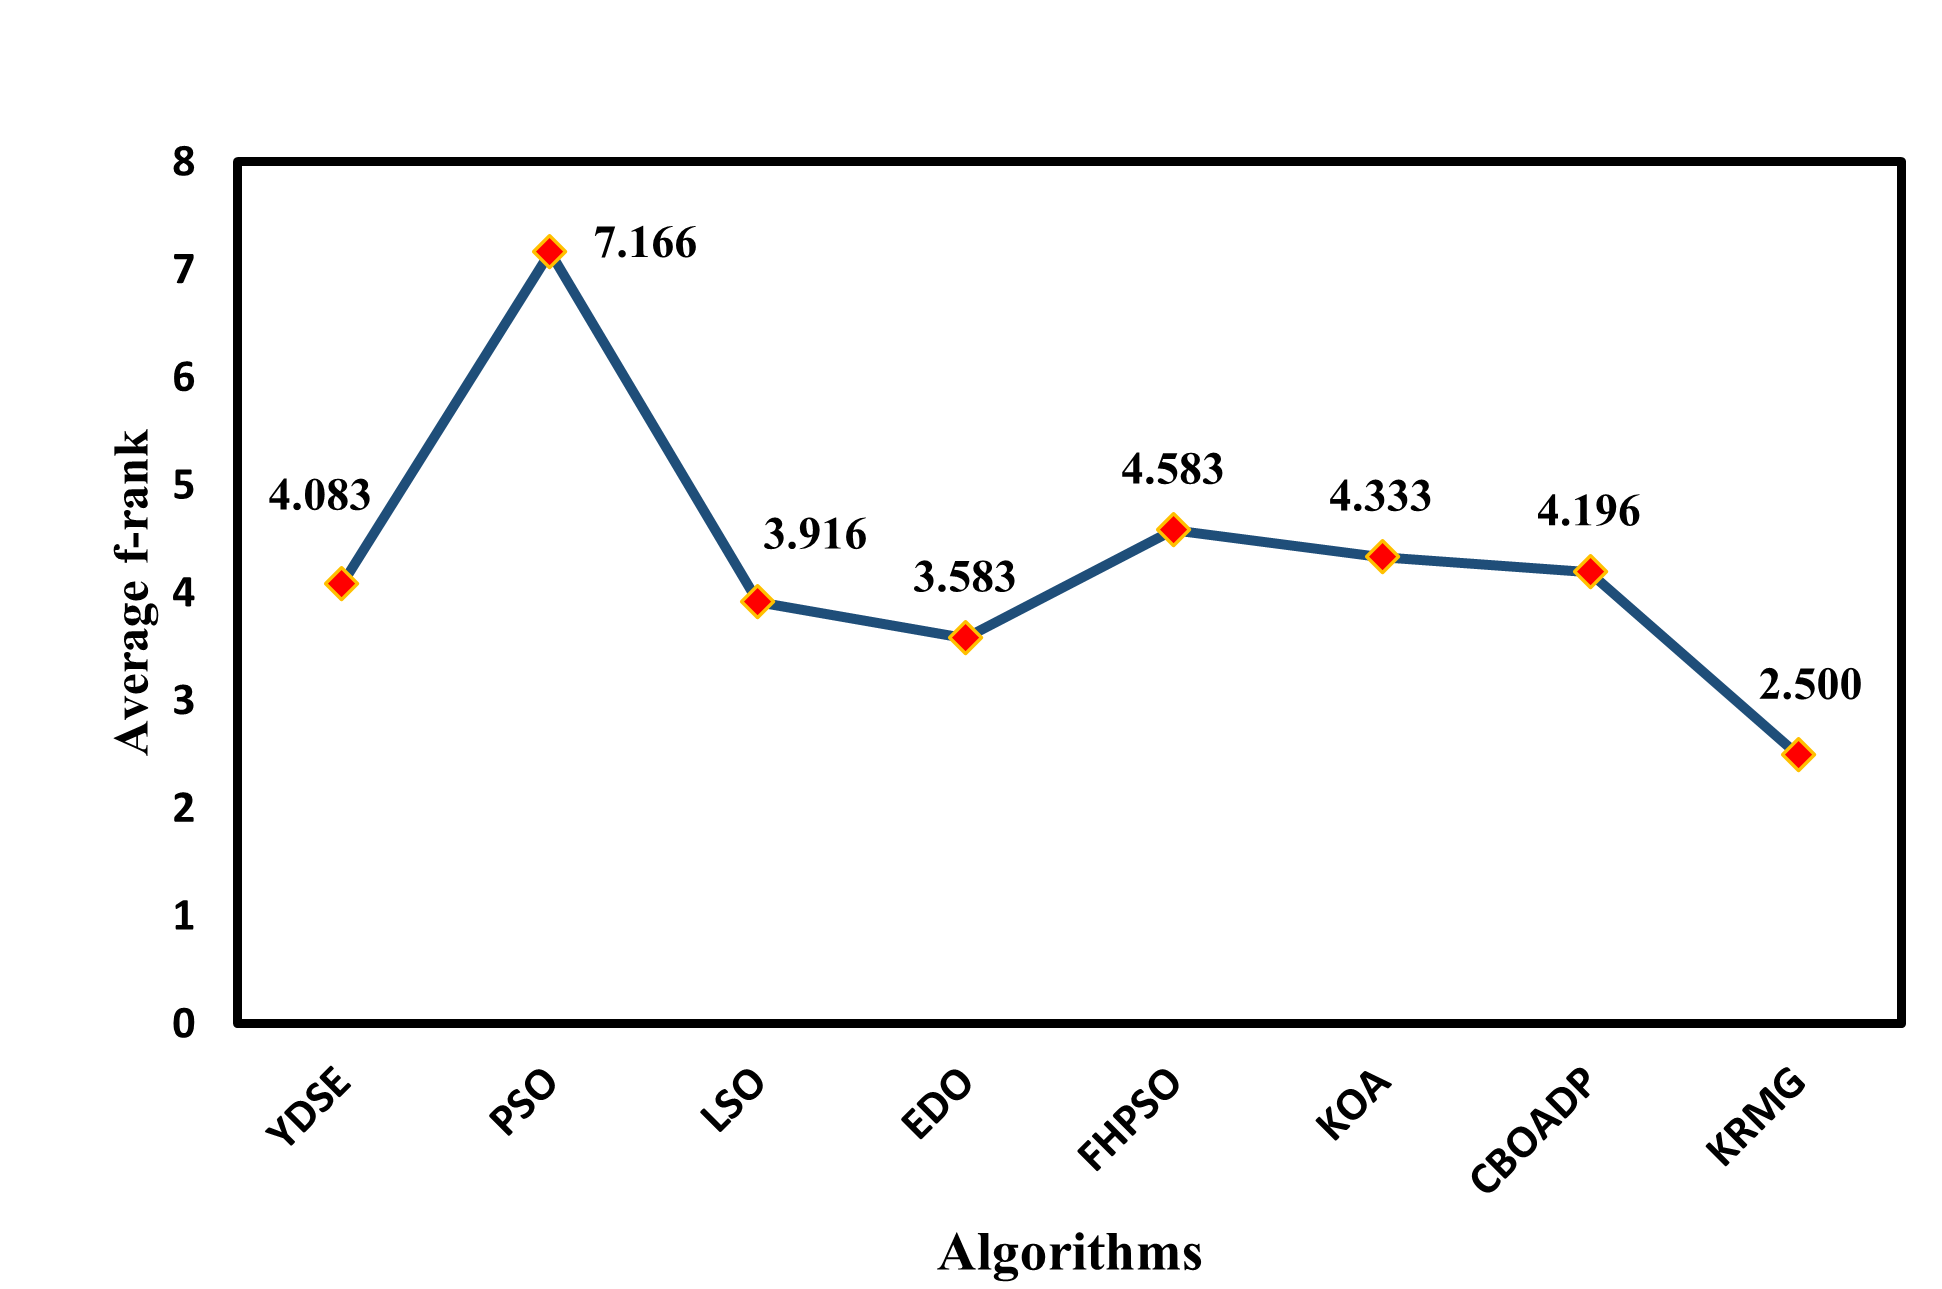 8
7
6
5
4
3
2
1
0
Average f-rank
4.083
7.166
3.916
3.583
4.583
4.333
4.196
2.500
YDSE
PSO
LSO
EDO
FHPSO
KOA
CBOADP
KRMG
Algorithms